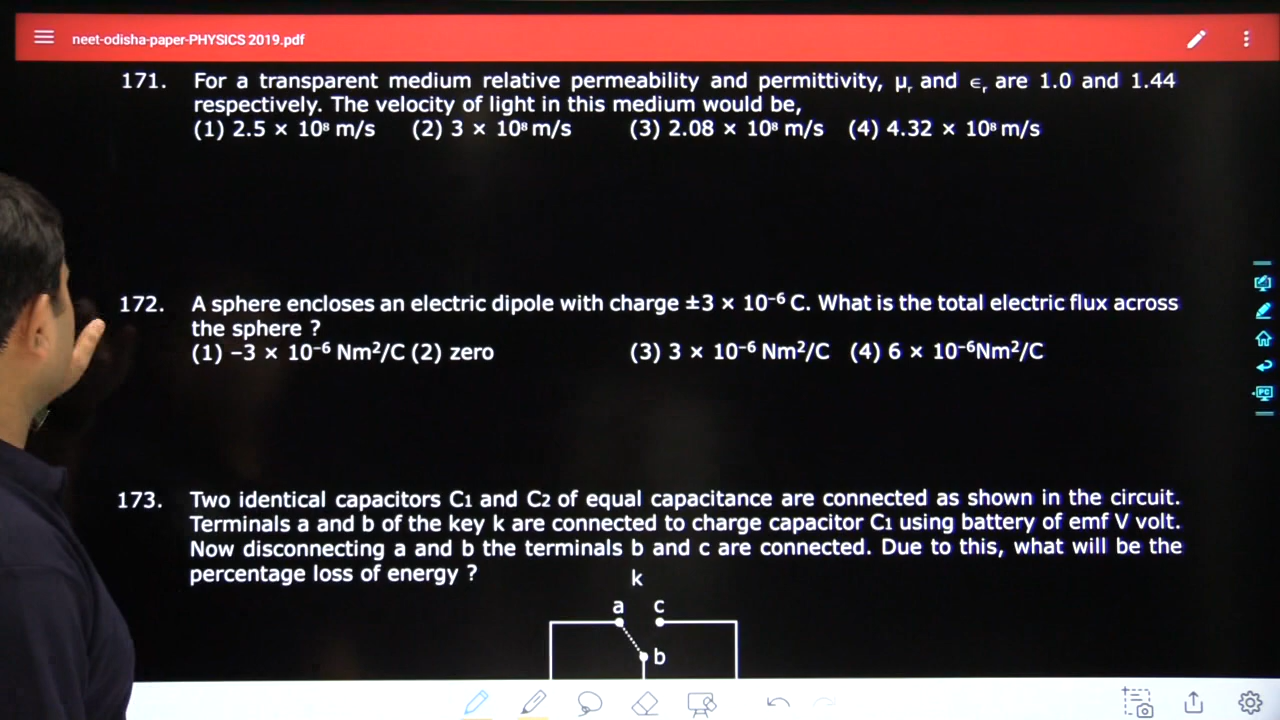 neet-odisha-paper-PHYSICS 2019.pdf
171. For a transparent medium relative permeability and permittivity, μr and ϵr are 1.0 and 1.44
respectively. The velocity of light in this medium would be,
(1) 2.5 × 10⁸ m/s (2) 3 × 10⁸ m/s (3) 2.08 × 10⁸ m/s (4) 4.32 × 10⁸ m/s
172. A sphere encloses an electric dipole with charge ±3 × 10⁻⁶ C. What is the total electric flux across
the sphere ?
(1) –3 × 10⁻⁶ Nm²/C (2) zero (3) 3 × 10⁻⁶ Nm²/C (4) 6 × 10⁻⁶Nm²/C
173. Two identical capacitors C1 and C2 of equal capacitance are connected as shown in the circuit.
Terminals a and b of the key k are connected to charge capacitor C1 using battery of emf V volt.
Now disconnecting a and b the terminals b and c are connected. Due to this, what will be the
percentage loss of energy ?
k
a c
b
PC